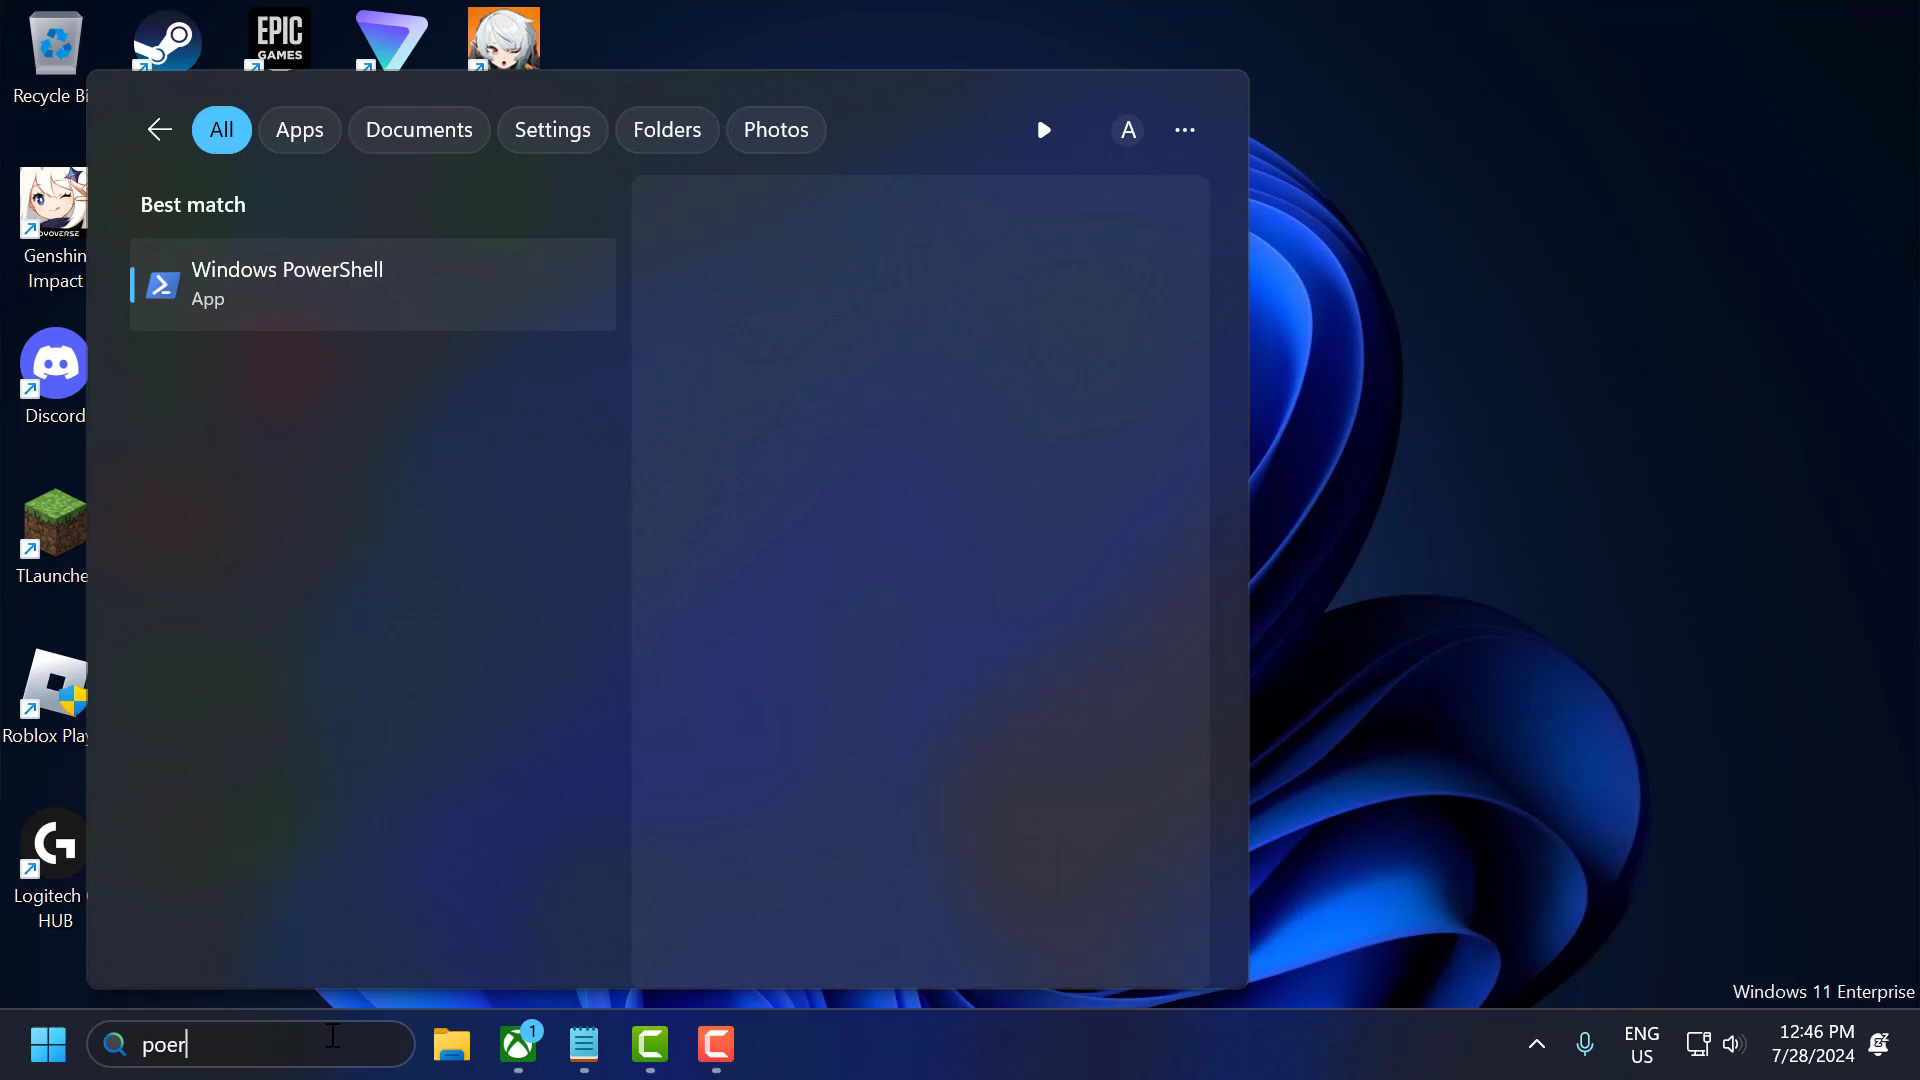 EPIC
GAMES
Recycle Bi
All
Apps
Documents
Settings
Folders
Photos
A
Best match
Windows PowerShell
App
Genshin
Impact
Discord
TLaunche
Roblox Play
Logitech
HUB
Windows 11 Enterprise
poer
1
ENG
US
12:46 PM
7/28/2024